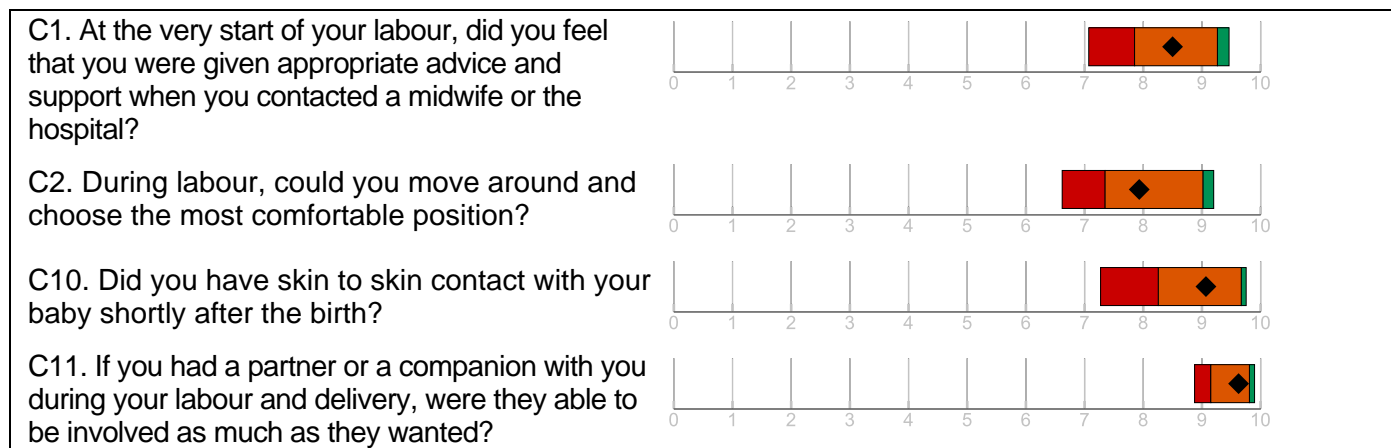 C1. At the very start of your labour, did you feel
that you were given appropriate advice and
support when you contacted a midwife or the
hospital?
0 1 2 3 4 5 6 7 8 9 10
C2. During labour, could you move around and
choose the most comfortable position?
0 1 2 3 4 5 6 7 8 9 10
C10. Did you have skin to skin contact with your
baby shortly after the birth?
0 1 2 3 4 5 6 7 8 9 10
C11. If you had a partner or a companion with you
during your labour and delivery, were they able to
be involved as much as they wanted?
0 1 2 3 4 5 6 7 8 9 10